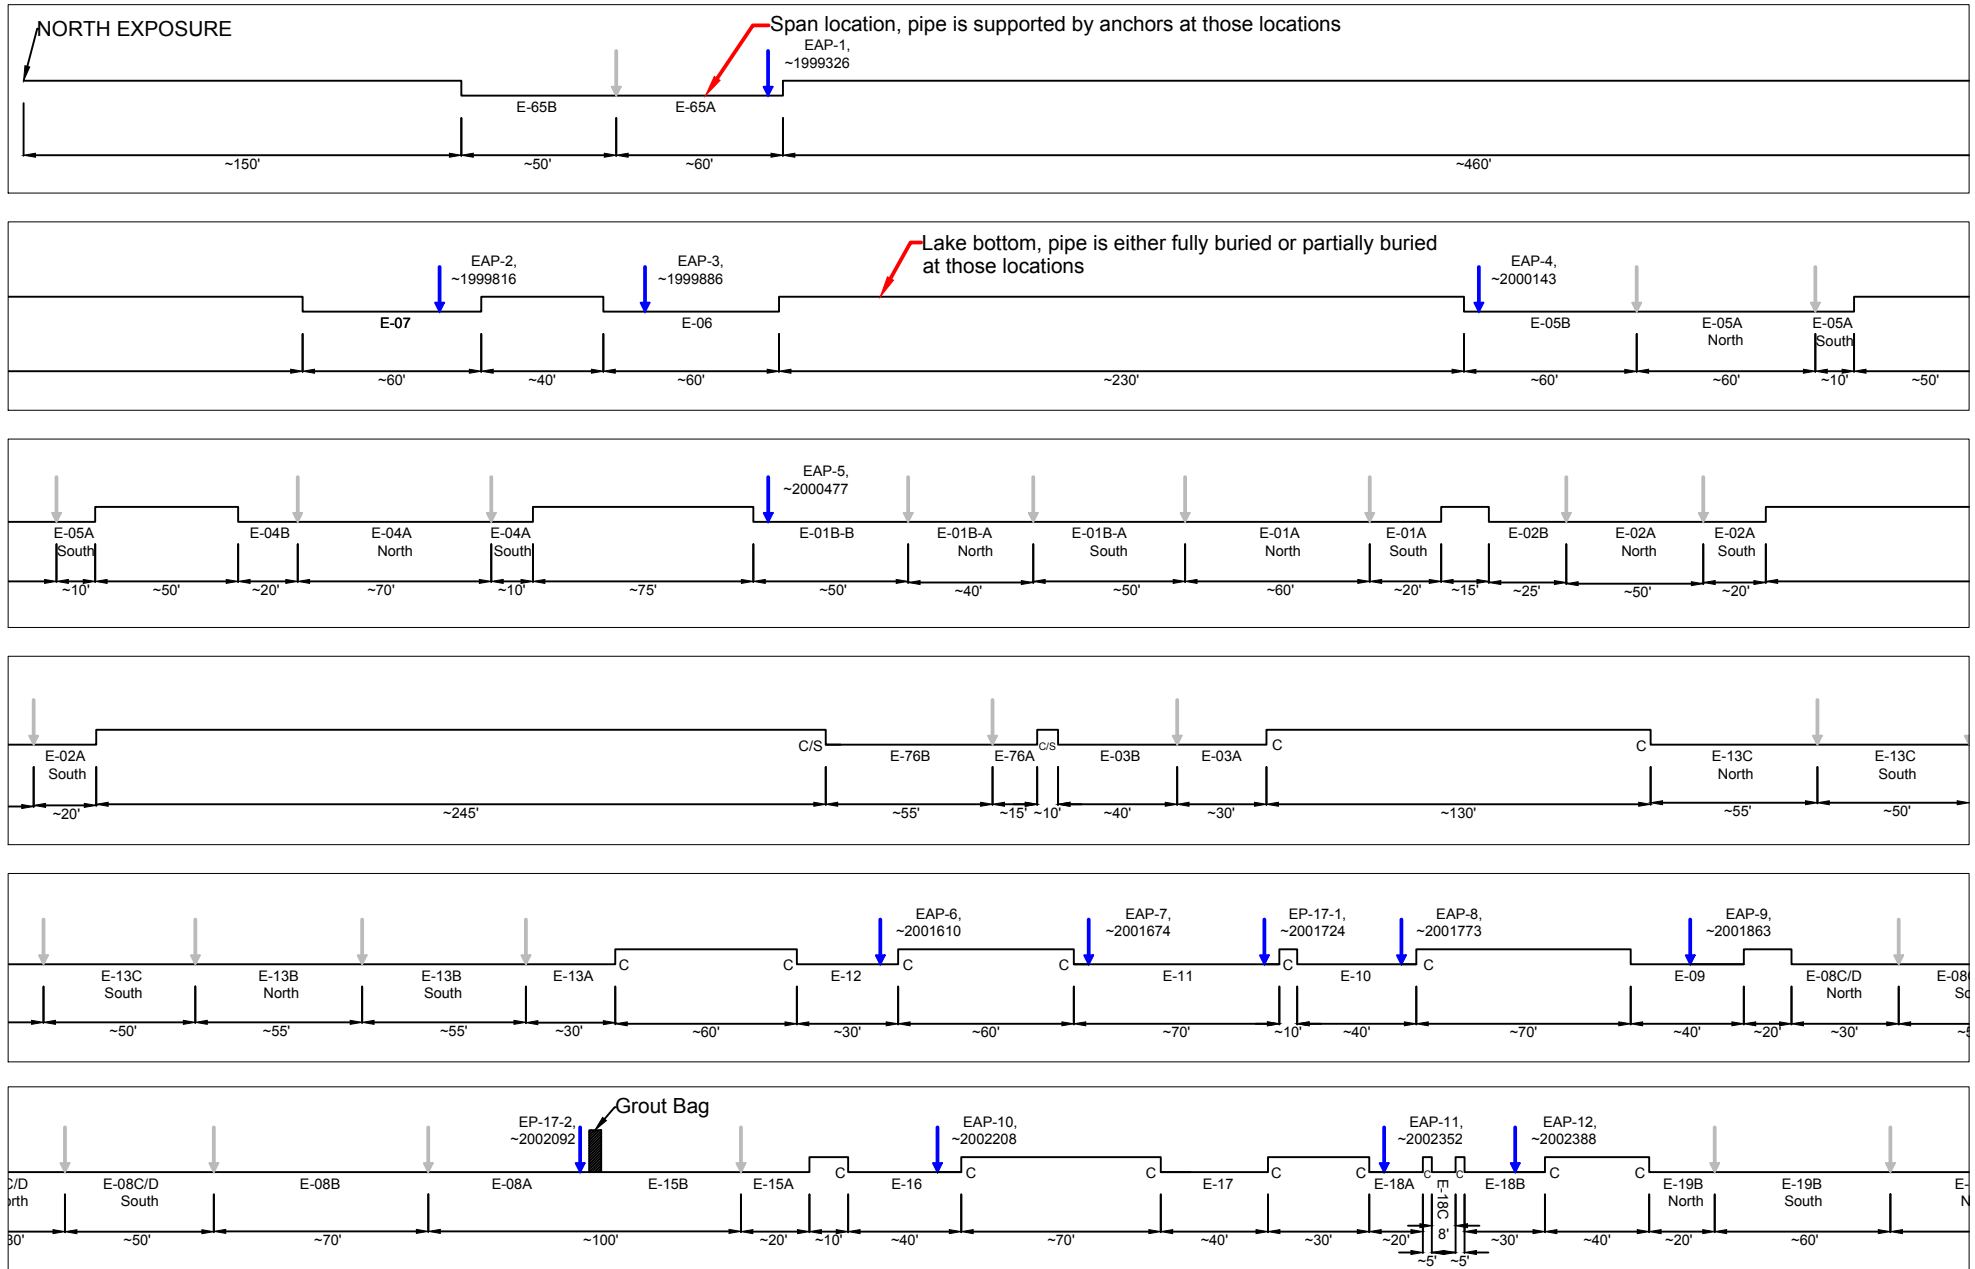 NORTH EXPOSURE
Span location, pipe is supported by anchors at those locations
EAP-1,
~1999326
E-65B
E-65A
~150'
~50'
~60'
~460'
Lake bottom, pipe is either fully buried or partially buried
at those locations
EAP-2,
~1999816
EAP-3,
~1999886
EAP-4,
~2000143
E-07
E-06
E-05B
E-05A
North
E-05A
South
~60'
~40'
~60'
~230'
~60'
~60'
~10'
~50'
EAP-5,
~2000477
E-05A
South
E-04B
E-04A
North
E-04A
South
E-01B-B
E-01B-A
North
E-01B-A
South
E-01A
North
E-01A
South
E-02B
E-02A
North
E-02A
South
~10'
~50'
~20'
~70'
~10'
~75'
~50'
~40'
~50'
~60'
~20'
~15'
~25'
~50'
~20'
E-02A
South
C/S
E-76B
E-76A
C/S
E-03B
E-03A
C
C
E-13C
North
E-13C
South
~20'
~245'
~55'
~15'
~10'
~40'
~30'
~130'
~55'
~50'
EAP-6,
~2001610
EAP-7,
~2001674
EP-17-1,
~2001724
EAP-8,
~2001773
EAP-9,
~2001863
E-13C
South
E-13B
North
E-13B
South
E-13A
C
C
E-12
C
C
E-11
C
E-10
C
E-09
E-08C/D
North
E-08C
So
~50'
~55'
~55'
~30'
~60'
~30'
~60'
~70'
~10'
~40'
~70'
~40'
~20'
~30'
~5
EP-17-2,
~2002092
Grout Bag
EAP-10,
~2002208
EAP-11,
~2002352
EAP-12,
~2002388
C/D
orth
E-08C/D
South
E-08B
E-08A
E-15B
E-15A
C
E-16
C
C
E-17
C
C
E-18A
C
E-18C
C
E-18B
C
C
E-19B
North
E-19B
South
E-
N
30'
~50'
~70'
~100'
~20'
~10'
~40'
~70'
~40'
~30'
~20'
~5'
8'
~5'
~30'
~40'
~20'
~60'